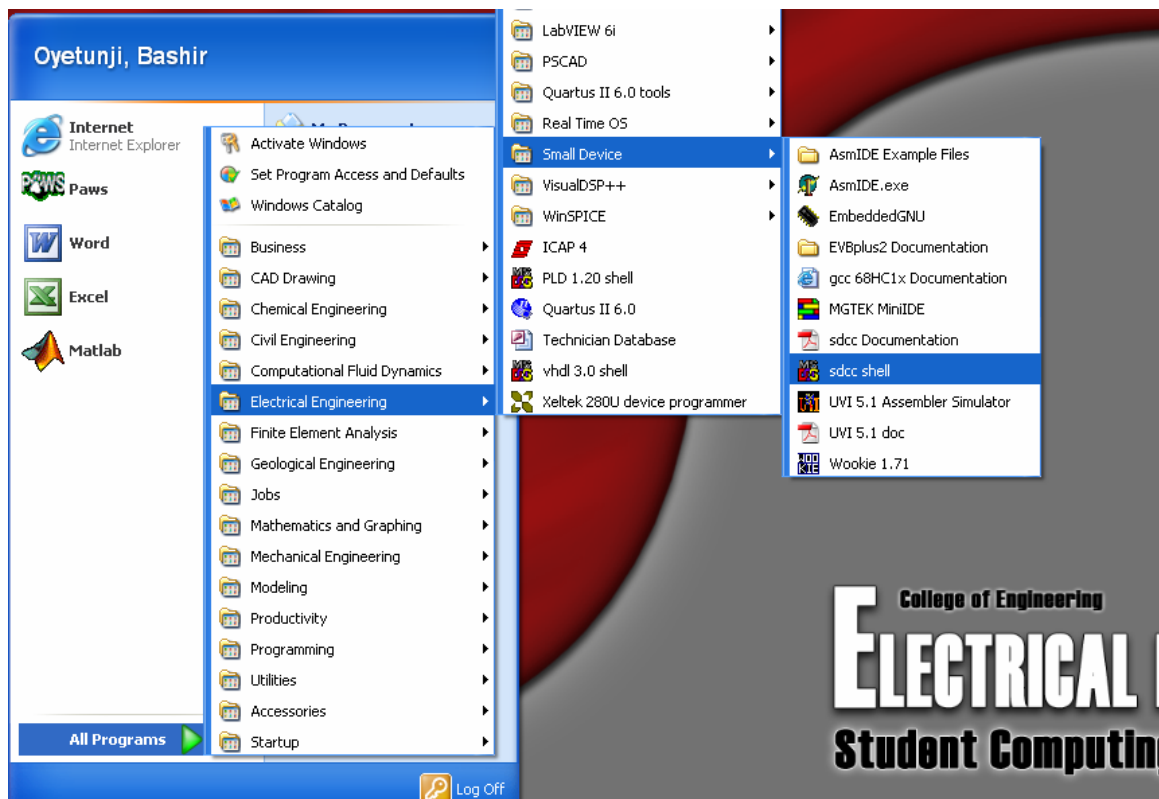 Oyetunji, Bashir
Internet
Internet Explorer
Paws
Word
Excel
Matlab
All Programs
Log Off
Activate Windows
Set Program Access and Defaults
Windows Catalog
Business
CAD Drawing
Chemical Engineering
Civil Engineering
Computational Fluid Dynamics
Electrical Engineering
Finite Element Analysis
Geological Engineering
Jobs
Mathematics and Graphing
Mechanical Engineering
Modeling
Productivity
Programming
Utilities
Accessories
Startup
LabVIEW 6i
PSCAD
Quartus II 6.0 tools
Real Time OS
Small Device
VisualDSP++
WinSPICE
ICAP 4
PLD 1.20 shell
Quartus II 6.0
Technician Database
vhdl 3.0 shell
Xeltek 280U device programmer
AsmIDE Example Files
AsmIDE.exe
EmbeddedGNU
EVBplus2 Documentation
gcc 68HC1x Documentation
MGTEK MiniIDE
sdcc Documentation
sdcc shell
UVI 5.1 Assembler Simulator
UVI 5.1 doc
Wookie 1.71
College of Engineering
ELECTRICAL
Student Computing